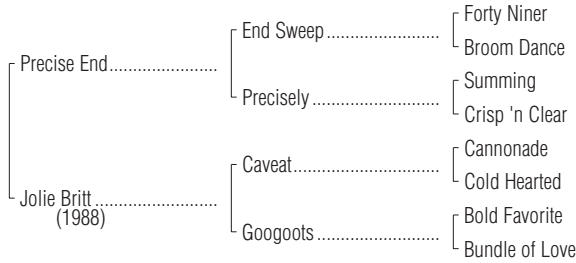 Forty Niner
End Sweep
Broom Dance
Precise End
Summing
Precisely
Crisp 'n Clear
Cannonade
Caveat
Cold Hearted
Jolie Britt
(1988)
Bold Favorite
Googoots
Bundle of Love